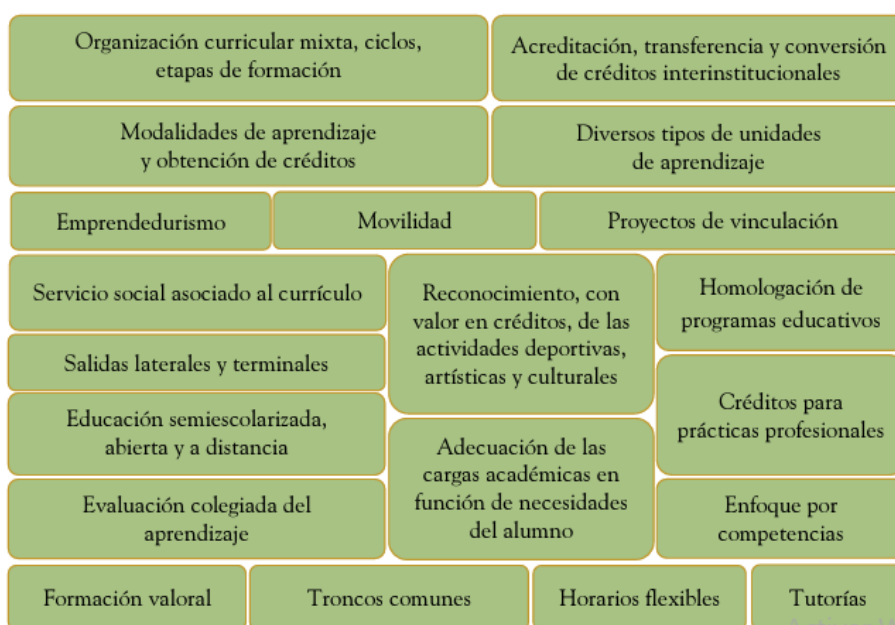 Organización curricular mixta, ciclos,
etapas de formación
Acreditación, transferencia y conversión
de créditos interinstitucionales
Modalidades de aprendizaje
y obtención de créditos
Diversos tipos de unidades
de aprendizaje
Emprendedurismo
Movilidad
Proyectos de vinculación
Servicio social asociado al currículo
Salidas laterales y terminales
Educación semiescolarizada,
abierta y a distancia
Evaluación colegiada del
aprendizaje
Reconocimiento, con
valor en créditos, de las
actividades deportivas,
artísticas y culturales
Adecuación de las
cargas académicas en
función de necesidades
del alumno
Homologación de
programas educativos
Créditos para
prácticas profesionales
Enfoque por
competencias
Formación valoral
Troncos comunes
Horarios flexibles
Tutorías